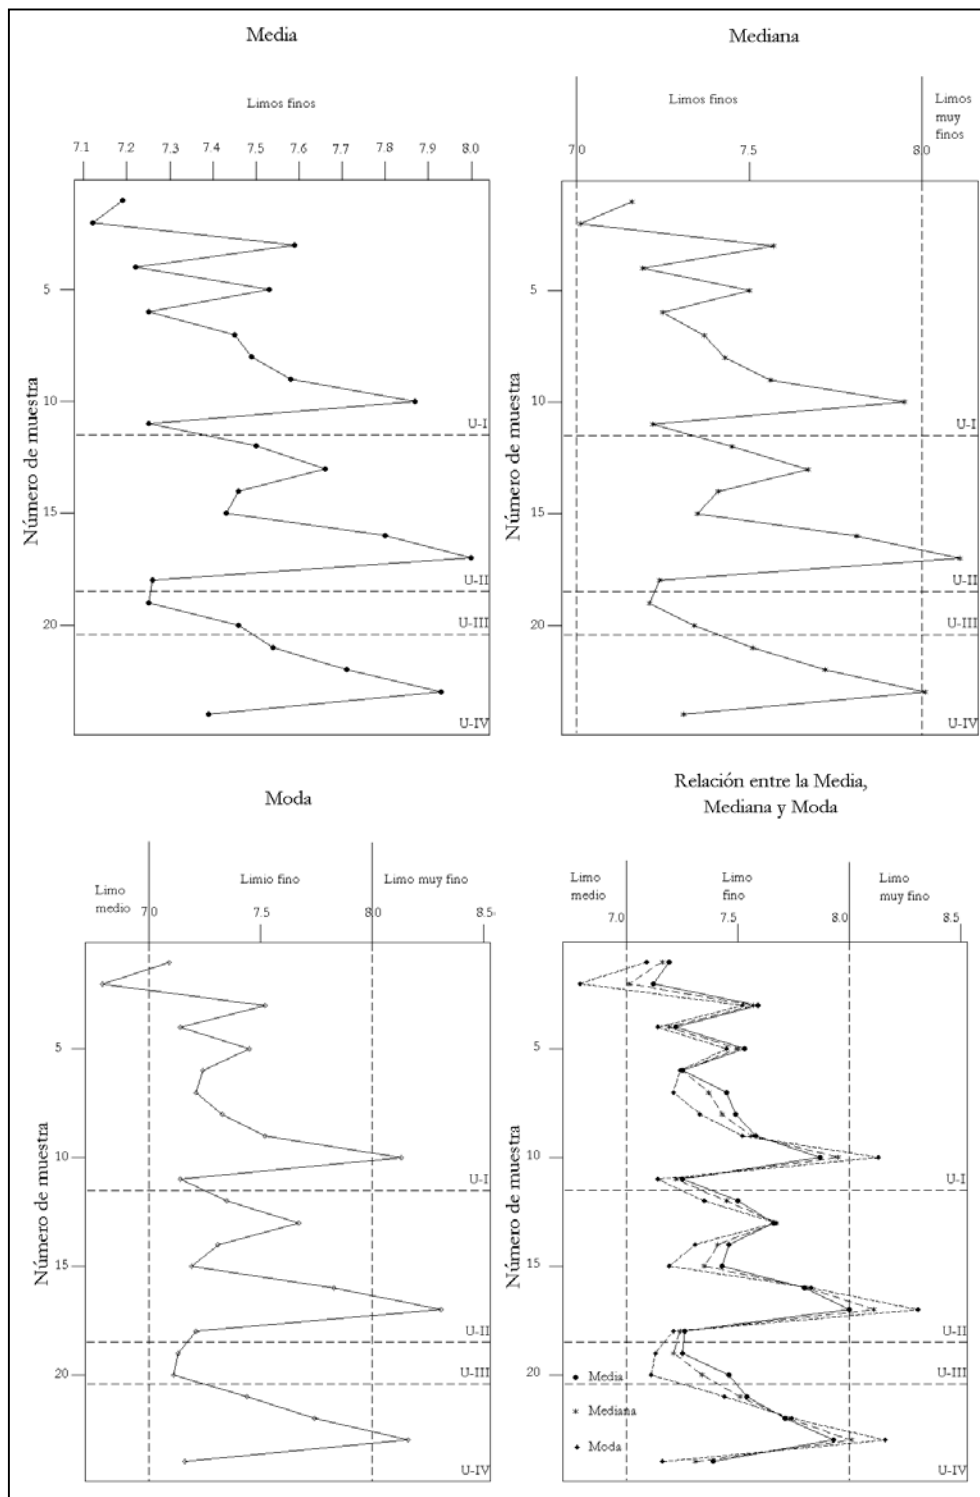 Media
Limos finos
7.1 7.2 7.3 7.4 7.5 7.6 7.7 7.8 7.9 8.0
Número de muestra
5
10
15
20
U-I
U-II
U-III
U-IV
Mediana
Limos finos
Limos
muy
finos
7.0 7.5 8.0
Número de muestra
5
10
15
20
U-I
U-II
U-III
U-IV
Moda
Limo
medio
Limio fino
Limo muy fino
7.0 7.5 8.0 8.5
Número de muestra
5
10
15
20
U-I
U-II
U-III
U-IV
Relación entre la Media,
Mediana y Moda
Limo
medio
Limo
fino
Limo
muy fino
7.0 7.5 8.0 8.5
Número de muestra
5
10
15
20
U-I
U-II
U-III
U-IV
Media
Mediana
Moda